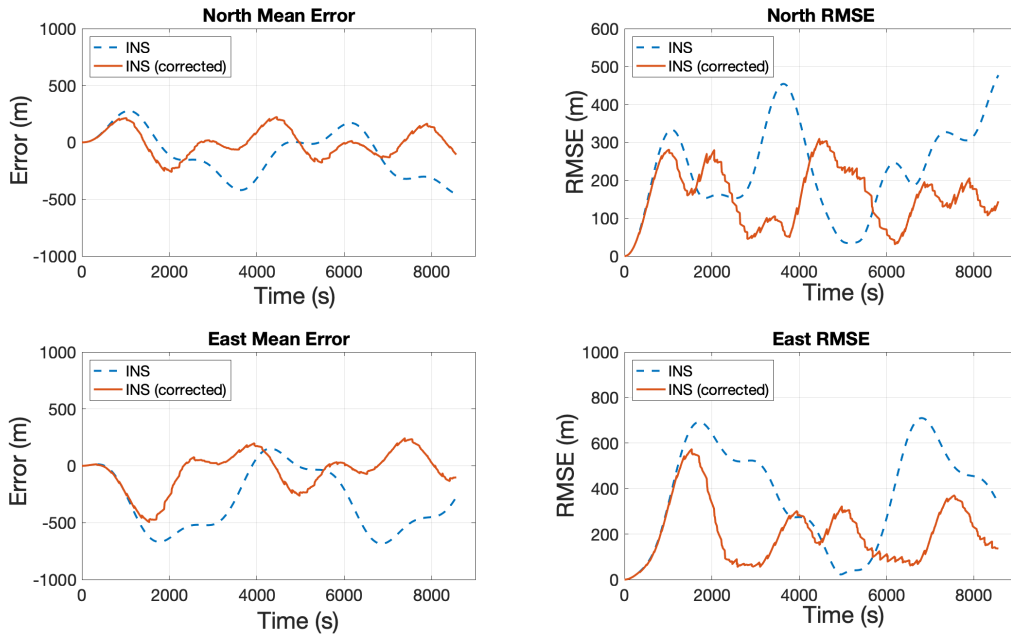 North Mean Error
1000
500
0
-500
-1000
Error (m)
INS
INS (corrected)
0 2000 4000 6000 8000
Time (s)
North RMSE
600
500
400
300
200
100
0
RMSE (m)
INS
INS (corrected)
0 2000 4000 6000 8000
Time (s)
East Mean Error
1000
500
0
-500
-1000
Error (m)
INS
INS (corrected)
0 2000 4000 6000 8000
Time (s)
East RMSE
1000
800
600
400
200
0
RMSE (m)
INS
INS (corrected)
0 2000 4000 6000 8000
Time (s)